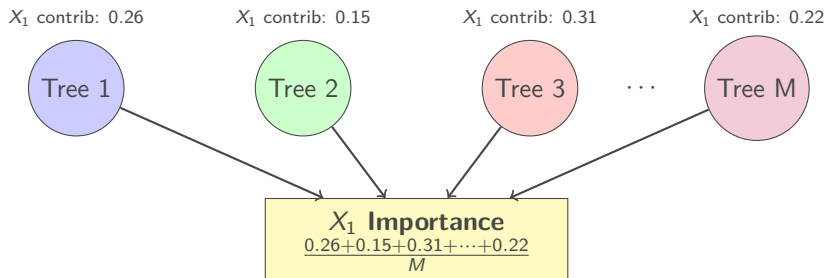 X₁ contrib: 0.26 X₁ contrib: 0.15 X₁ contrib: 0.31 X₁ contrib: 0.22
Tree 1 Tree 2 Tree 3 ··· Tree M
X₁ Importance
0.26+0.15+0.31+···+0.22
M